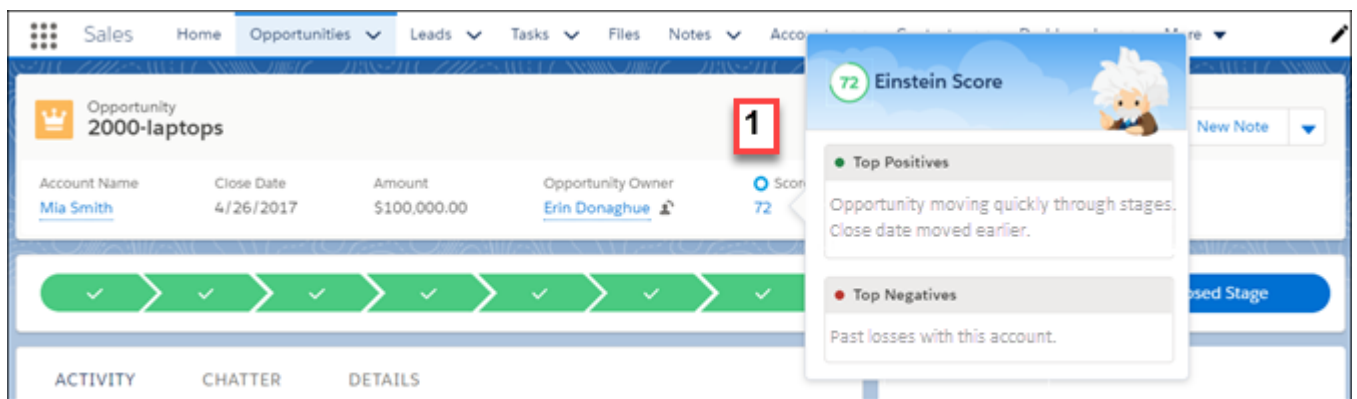 Sales Home Opportunities Leads Tasks Files Notes More
72 Einstein Score
Opportunity
2000-laptops
1
New Note
Account Name Close Date Amount Opportunity Owner
Mia Smith 4/26/2017 $100,000.00 Erin Donaghue 72
Top Positives
Opportunity moving quickly through stages.
Close date moved earlier.
Top Negatives
Past losses with this account.
Stage
ACTIVITY CHATTER DETAILS